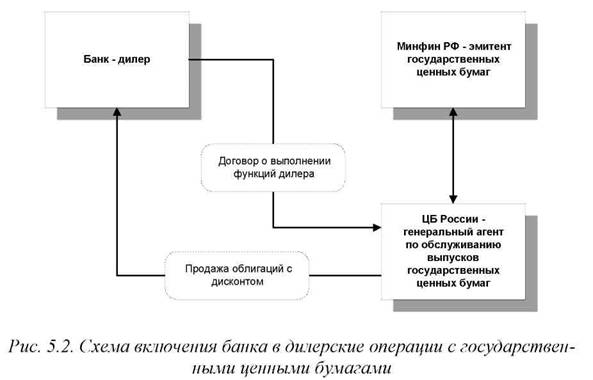 Банк - дилер
Минфин РФ - эмитент
государственных
ценных бумаг
Договор о выполнении
функций дилера
ЦБ России -
генеральный агент
по обслуживанию
выпусков
государственных
ценных бумаг
Продажа облигаций с
дисконтом
Рис. 5.2. Схема включения банка в дилерские операции с государствен-
ными ценными бумагами